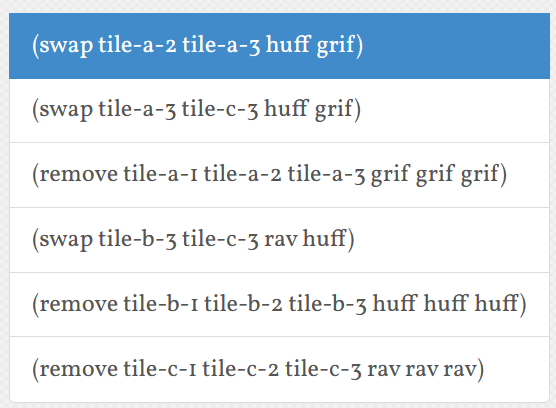 (swap tile-a-2 tile-a-3 huff grif)
(swap tile-a-3 tile-c-3 huff grif)
(remove tile-a-1 tile-a-2 tile-a-3 grif grif grif)
(swap tile-b-3 tile-c-3 rav huff)
(remove tile-b-1 tile-b-2 tile-b-3 huff huff huff)
(remove tile-c-1 tile-c-2 tile-c-3 rav rav rav)